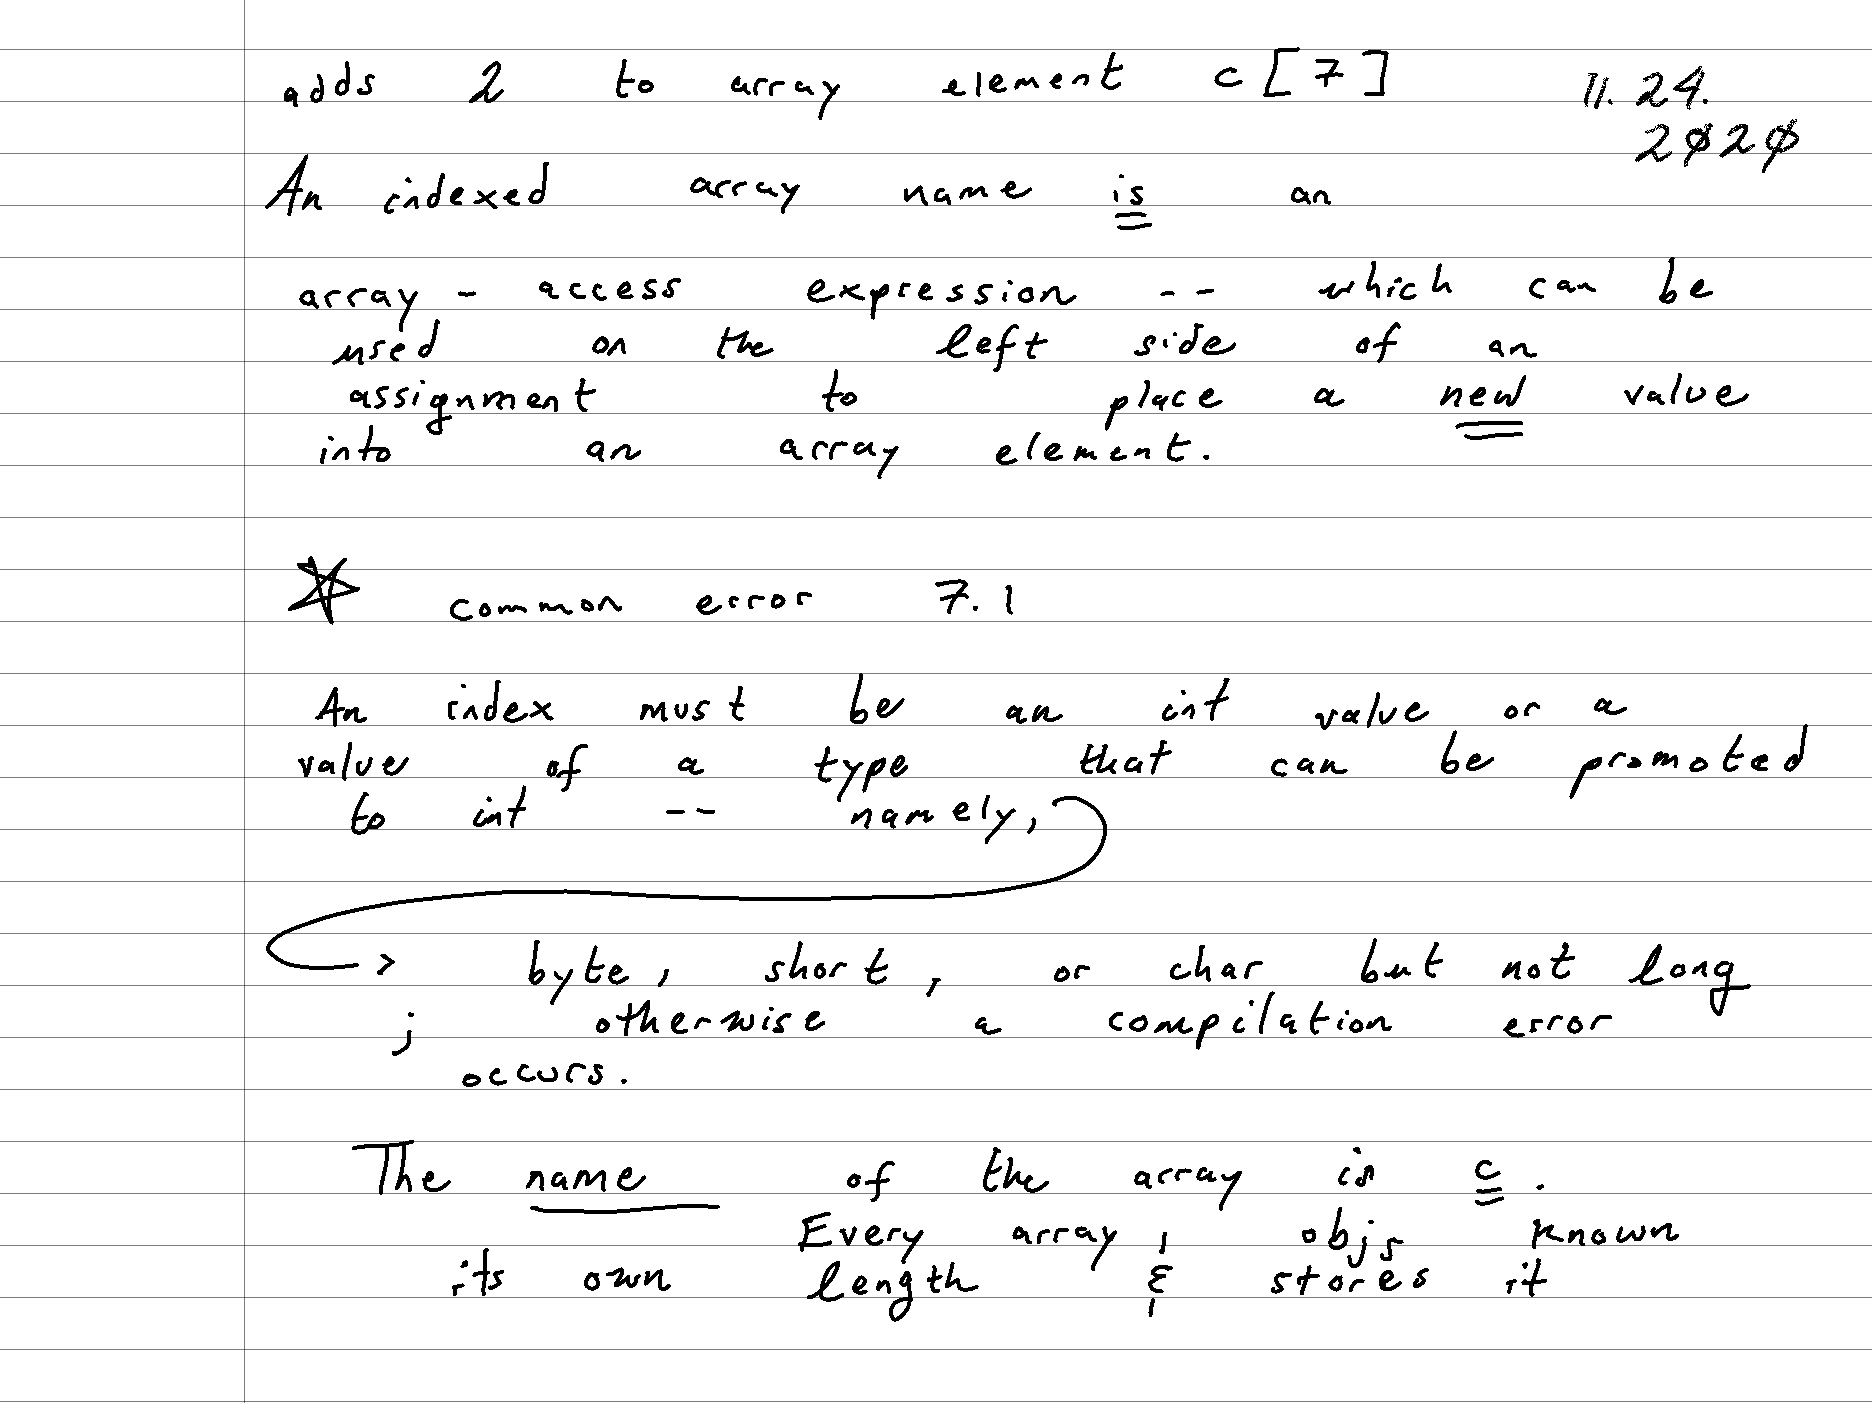 adds 2 to array element c[7]
11.24.
2020
An indexed array name is an
array - access expression -- which can be
used on the left side of an
assignment to place a new value
into an array element.
common error 7.1
An index must be an int value or a
value of a type that can be promoted
to int -- namely,
byte, short, or char but not long
; otherwise a compilation error
occurs.
The name of the array is c.
Every array objs known
its own length & stores it